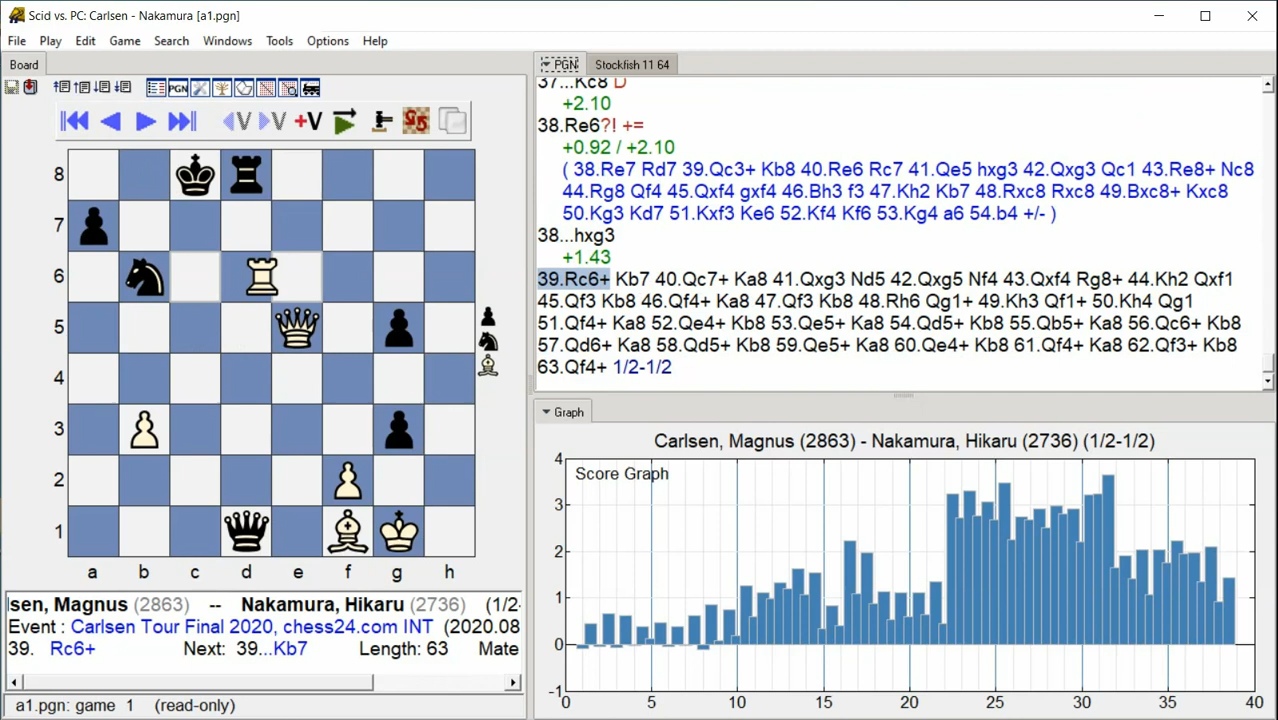 Scid vs. PC: Carlsen - Nakamura [a1.pgn]
File Play Edit Game Search Windows Tools Options Help
Board
PGN
V V +V
8
7
6
5
4
3
2
1
a b c d e f g h
lsen, Magnus (2863) -- Nakamura, Hikaru (2736) (1/2-
Event : Carlsen Tour Final 2020, chess24.com INT (2020.08
39. Rc6+ Next: 39...Kb7 Length: 63 Mate
a1.pgn: game 1 (read-only)
PGN Stockfish 11 64
37...Kc8 D
+2.10
38.Re6?! +=
+0.92 / +2.10
( 38.Re7 Rd7 39.Qc3+ Kb8 40.Re6 Rc7 41.Qe5 hxg3 42.Qxg3 Qc1 43.Re8+ Nc8
44.Rg8 Qf4 45.Qxf4 gxf4 46.Bh3 f3 47.Kh2 Kb7 48.Rxc8 Rxc8 49.Bxc8+ Kxc8
50.Kg3 Kd7 51.Kxf3 Ke6 52.Kf4 Kf6 53.Kg4 a6 54.b4 +/- )
38...hxg3
+1.43
39.Rc6+ Kb7 40.Qc7+ Ka8 41.Qxg3 Nd5 42.Qxg5 Nf4 43.Qxf4 Rg8+ 44.Kh2 Qxf1
45.Qf3 Kb8 46.Qf4+ Ka8 47.Qf3 Kb8 48.Rh6 Qg1+ 49.Kh3 Qf1+ 50.Kh4 Qg1
51.Qf4+ Ka8 52.Qe4+ Kb8 53.Qe5+ Ka8 54.Qd5+ Kb8 55.Qb5+ Ka8 56.Qc6+ Kb8
57.Qd6+ Ka8 58.Qd5+ Kb8 59.Qe5+ Ka8 60.Qe4+ Kb8 61.Qf4+ Ka8 62.Qf3+ Kb8
63.Qf4+ 1/2-1/2
Graph
Carlsen, Magnus (2863) - Nakamura, Hikaru (2736) (1/2-1/2)
Score Graph
4
3
2
1
0
-1
0 5 10 15 20 25 30 35 40